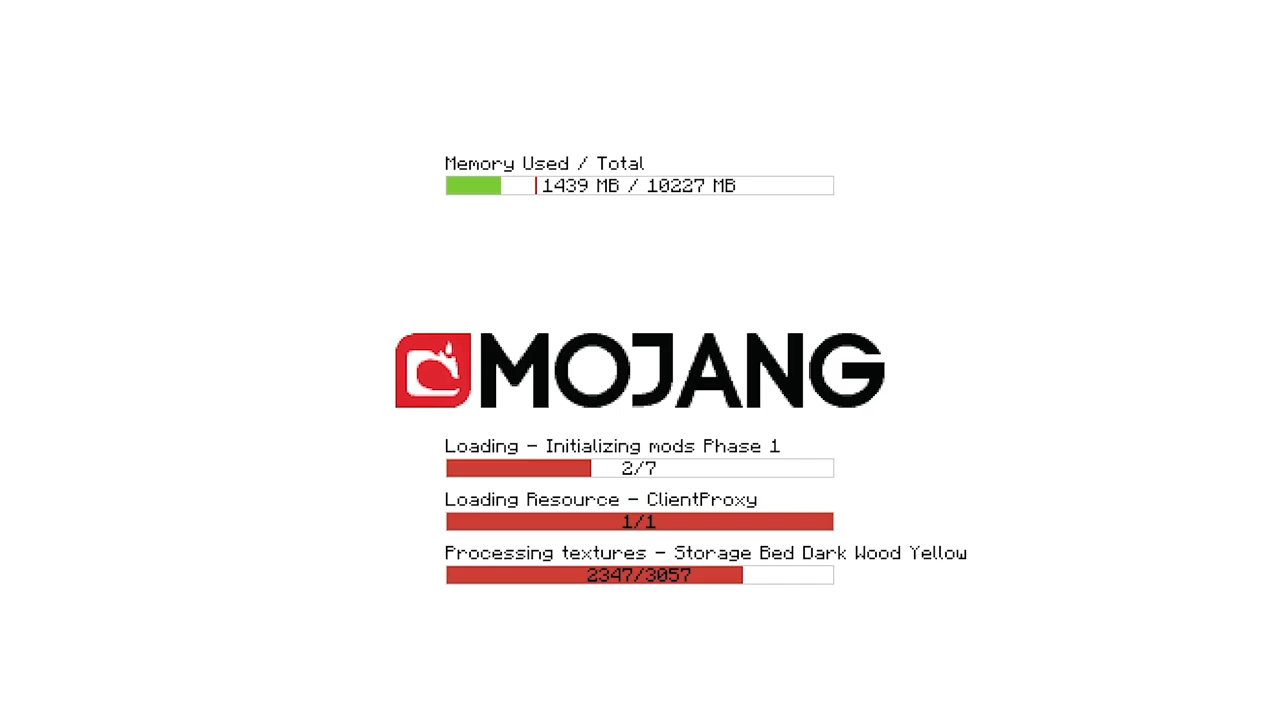 Memory Used / Total
1439 MB / 10227 MB
MOJANG
Loading - Initializing mods Phase 1
2/7
Loading Resource - ClientProxy
1/1
Processing textures - Storage Bed Dark Wood Yellow
2347/3057